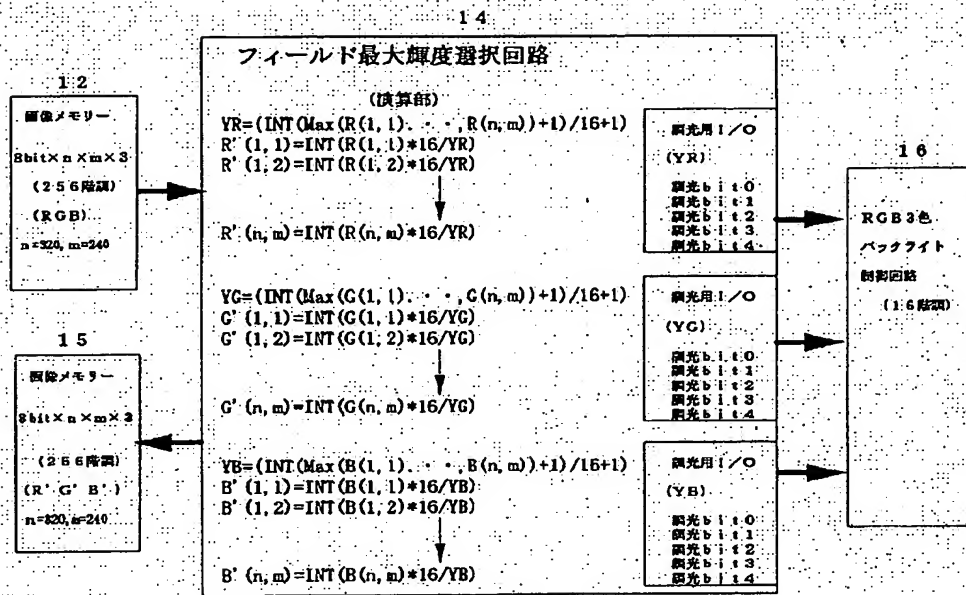 14
フィールド最大輝度選択回路
(演算部)
YR=(INT(Max(R(1,1)．・・,R(n,m))+1)/16+1)
R'(1,1)=INT(R(1,1)*16/YR)
R'(1,2)=INT(R(1,2)*16/YR)
R'(n,m)=INT(R(n,m)*16/YR)
YG=(INT(Max(G(1,1)．・・,G(n,m))+1)/16+1)
G'(1,1)=INT(G(1,1)*16/YG)
G'(1,2)=INT(G(1,2)*16/YG)
G'(n,m)=INT(G(n,m)*16/YG)
YB=(INT(Max(B(1,1)．・・,B(n,m))+1)/16+1)
B'(1,1)=INT(B(1,1)*16/YB)
B'(1,2)=INT(B(1,2)*16/YB)
B'(n,m)=INT(B(n,m)*16/YB)
12
画像メモリー
8bit×n×m×3
(256階調)
(RGB)
n=320,m=240
15
画像メモリー
8bit×n×m×3
(256階調)
(R'G'B')
n=320,m=240
調光用I/O
(YR)
調光bit0
調光bit1
調光bit2
調光bit3
調光bit4
調光用I/O
(YG)
調光bit0
調光bit1
調光bit2
調光bit3
調光bit4
調光用I/O
(YB)
調光bit0
調光bit1
調光bit2
調光bit3
調光bit4
16
RGB3色
バックライト
制御回路
(16階調)